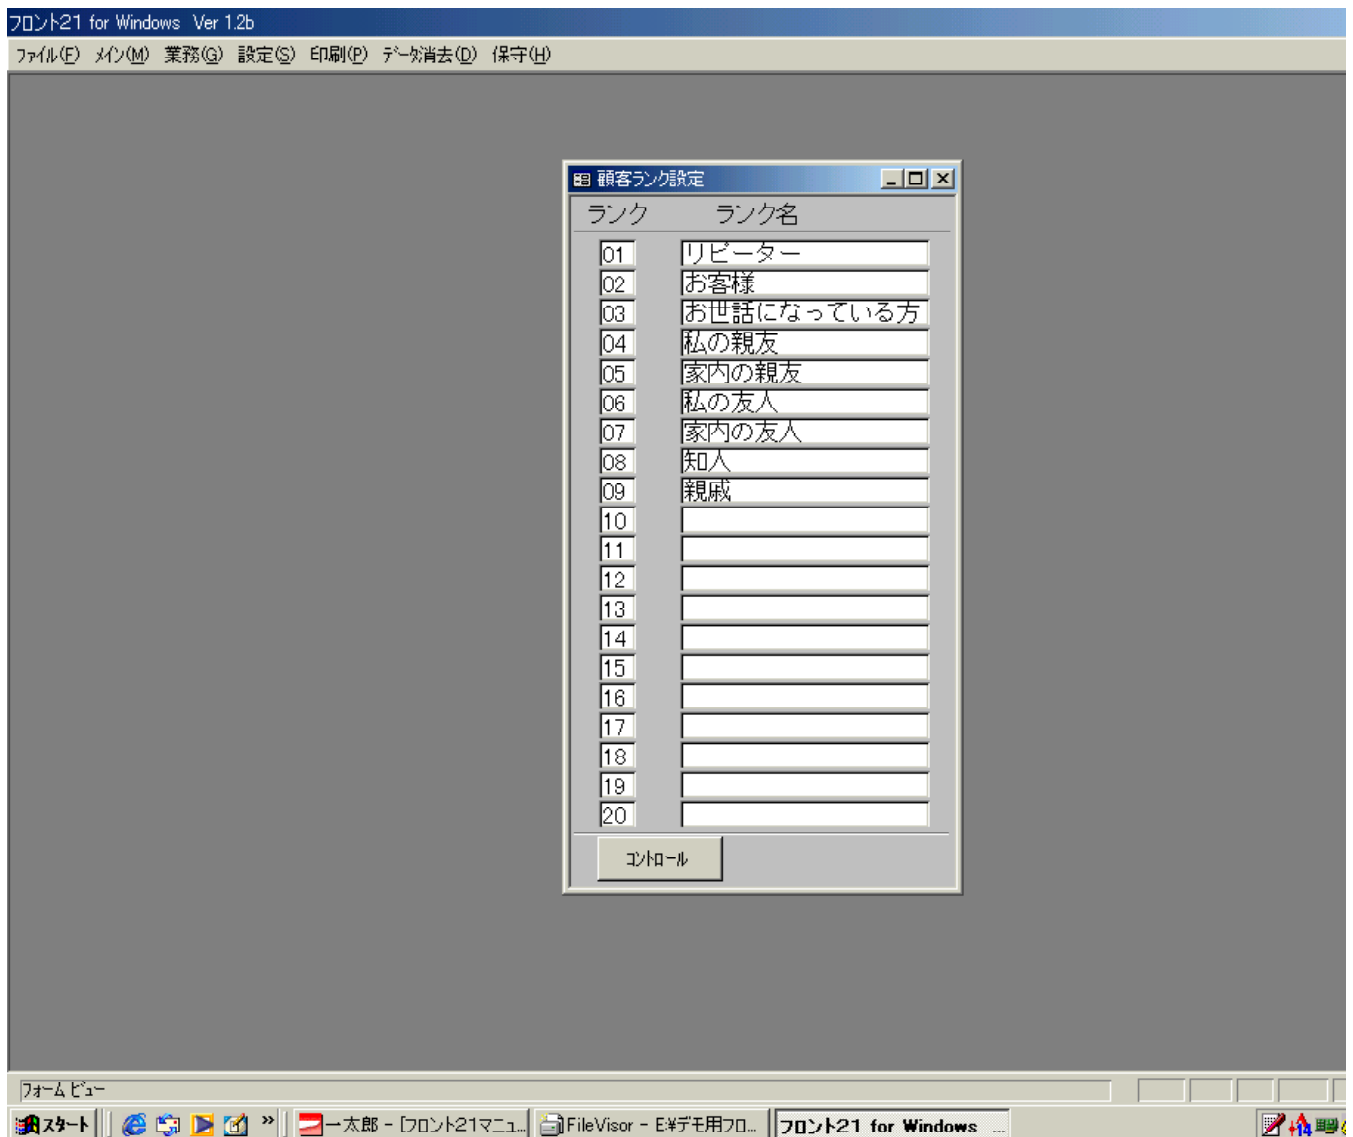 フロント21 for Windows Ver 1.2b
ファイル(F) メイン(M) 業務(G) 設定(S) 印刷(P) データ消去(D) 保守(H)
顧客ランク設定
ランク ランク名
01 リピーター
02 お客様
03 お世話になっている方
04 私の親友
05 家内の親友
06 私の友人
07 家内の友人
08 知人
09 親戚
10
11
12
13
14
15
16
17
18
19
20
コントロール
フォーム ビュー
スタート » 一太郎 - [フロント21マニュ... FileVisor - E:¥デモ用フロ... フロント21 for Windows ... 14